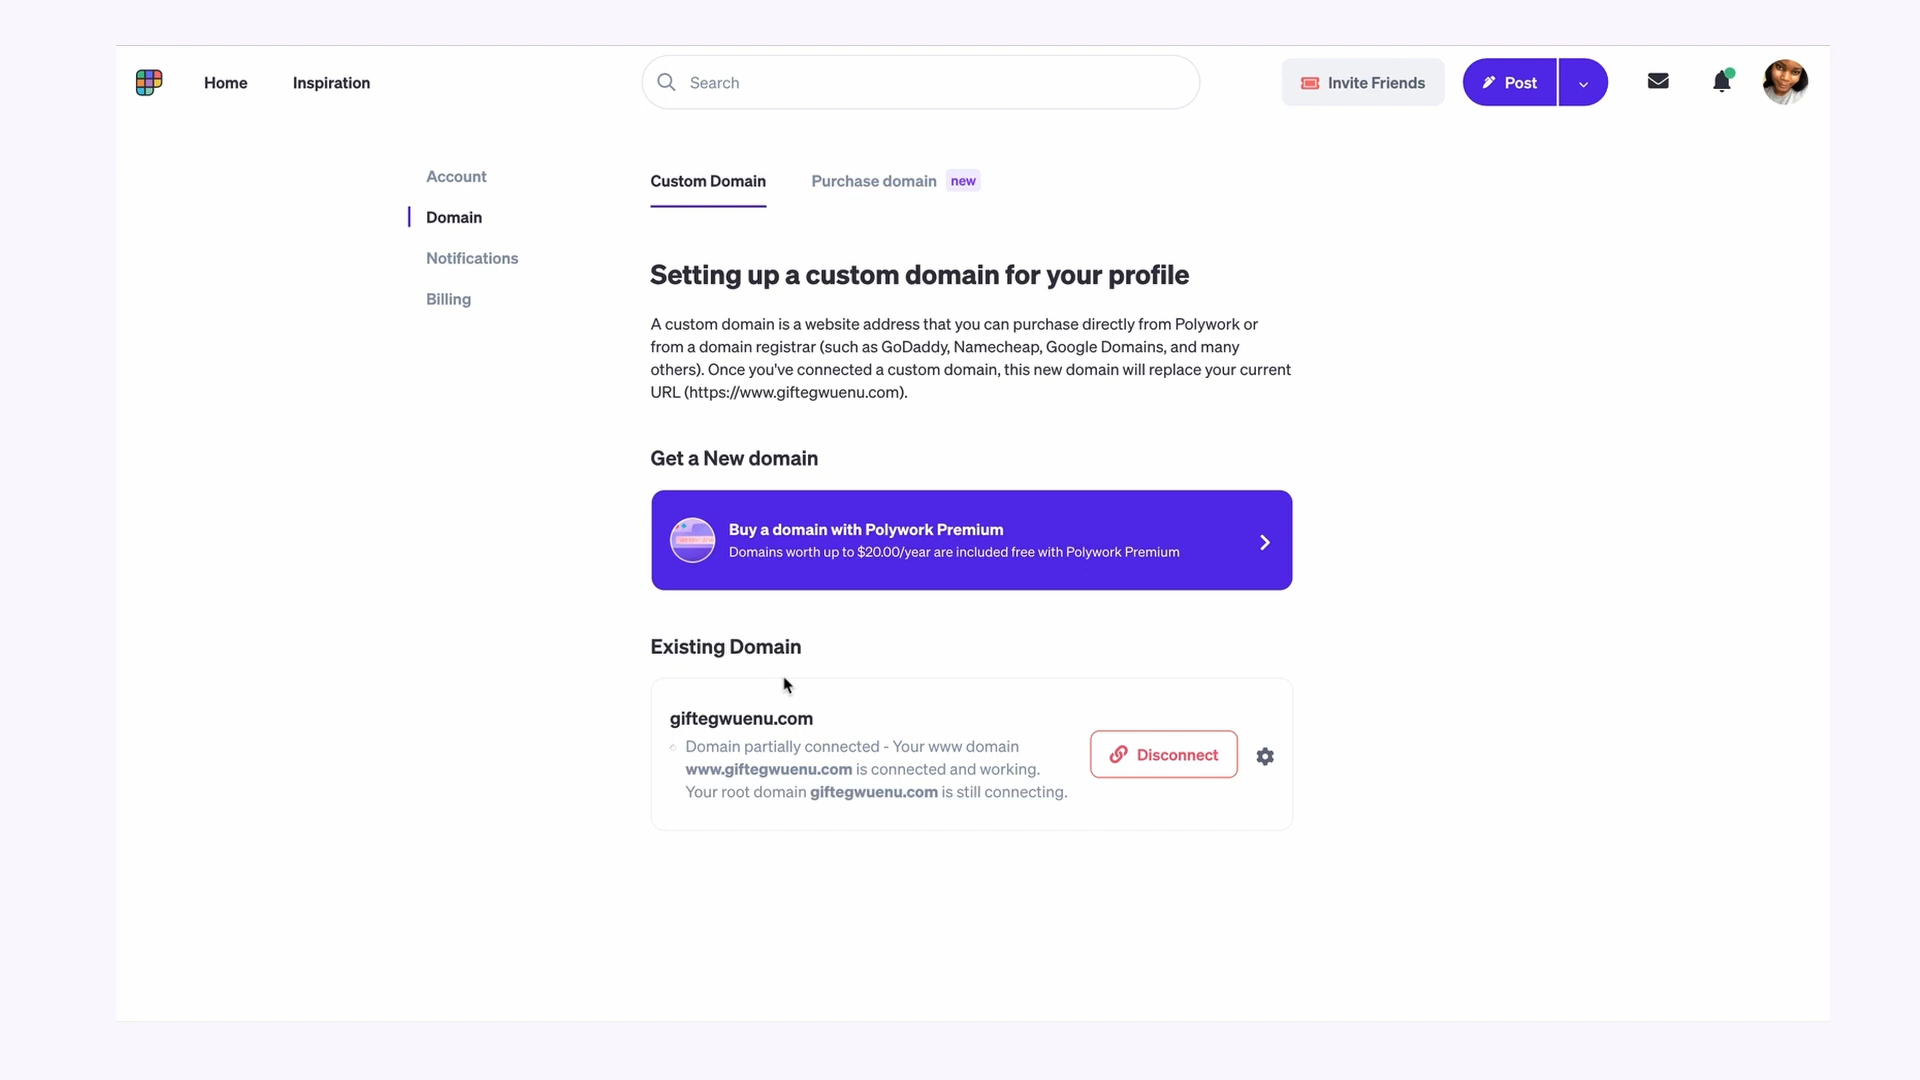 Home
Inspiration
Search
Invite Friends
Post
Account
Domain
Notifications
Billing
Custom Domain
Purchase domain new
Setting up a custom domain for your profile
A custom domain is a website address that you can purchase directly from Polywork or
from a domain registrar (such as GoDaddy, Namecheap, Google Domains, and many
others). Once you've connected a custom domain, this new domain will replace your current
URL (https://www.giftegwuenu.com).
Get a New domain
Buy a domain with Polywork Premium
Domains worth up to $20.00/year are included free with Polywork Premium
Existing Domain
giftegwuenu.com
Domain partially connected - Your www domain
www.giftegwuenu.com is connected and working.
Your root domain giftegwuenu.com is still connecting.
Disconnect